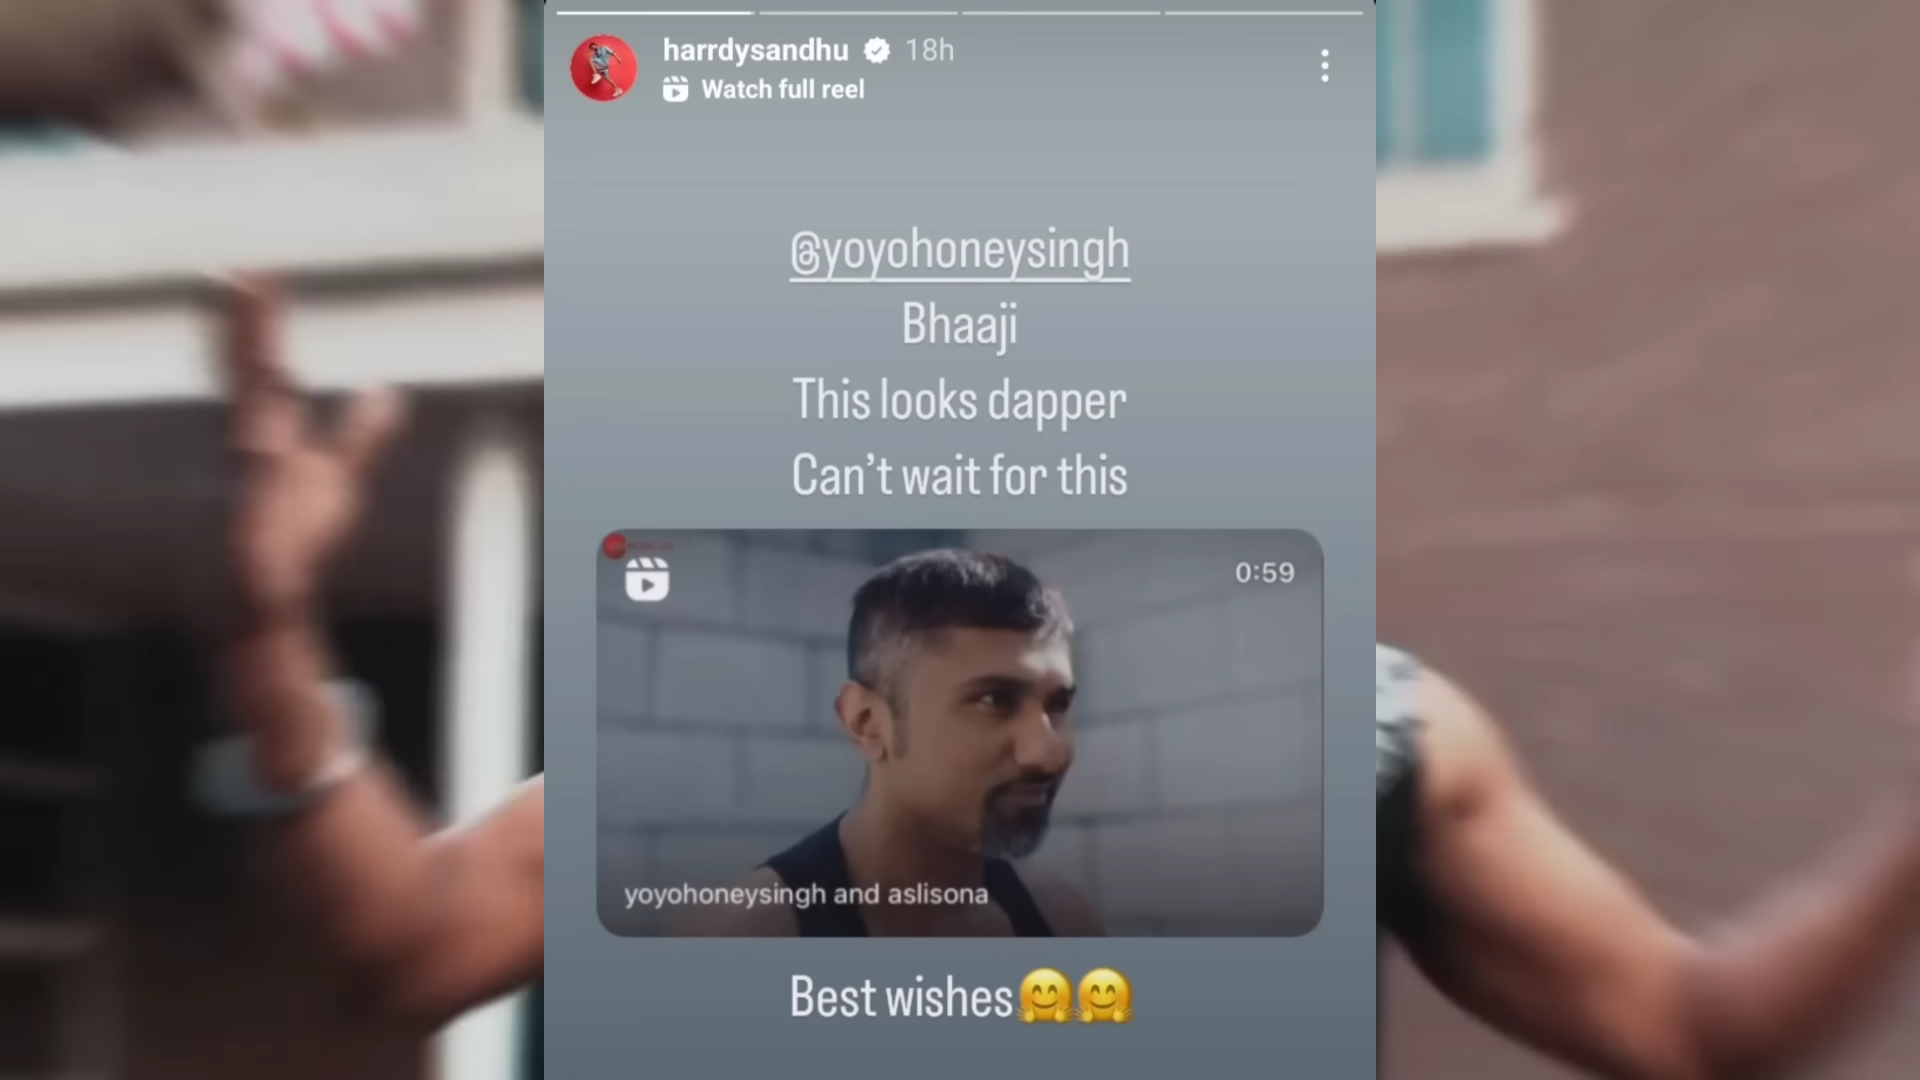 harrdysandhu 18h
Watch full reel
@yoyohoneysingh
Bhaaji
This looks dapper
Can't wait for this
0:59
yoyohoneysingh and aslisona
Best wishes🤗🤗